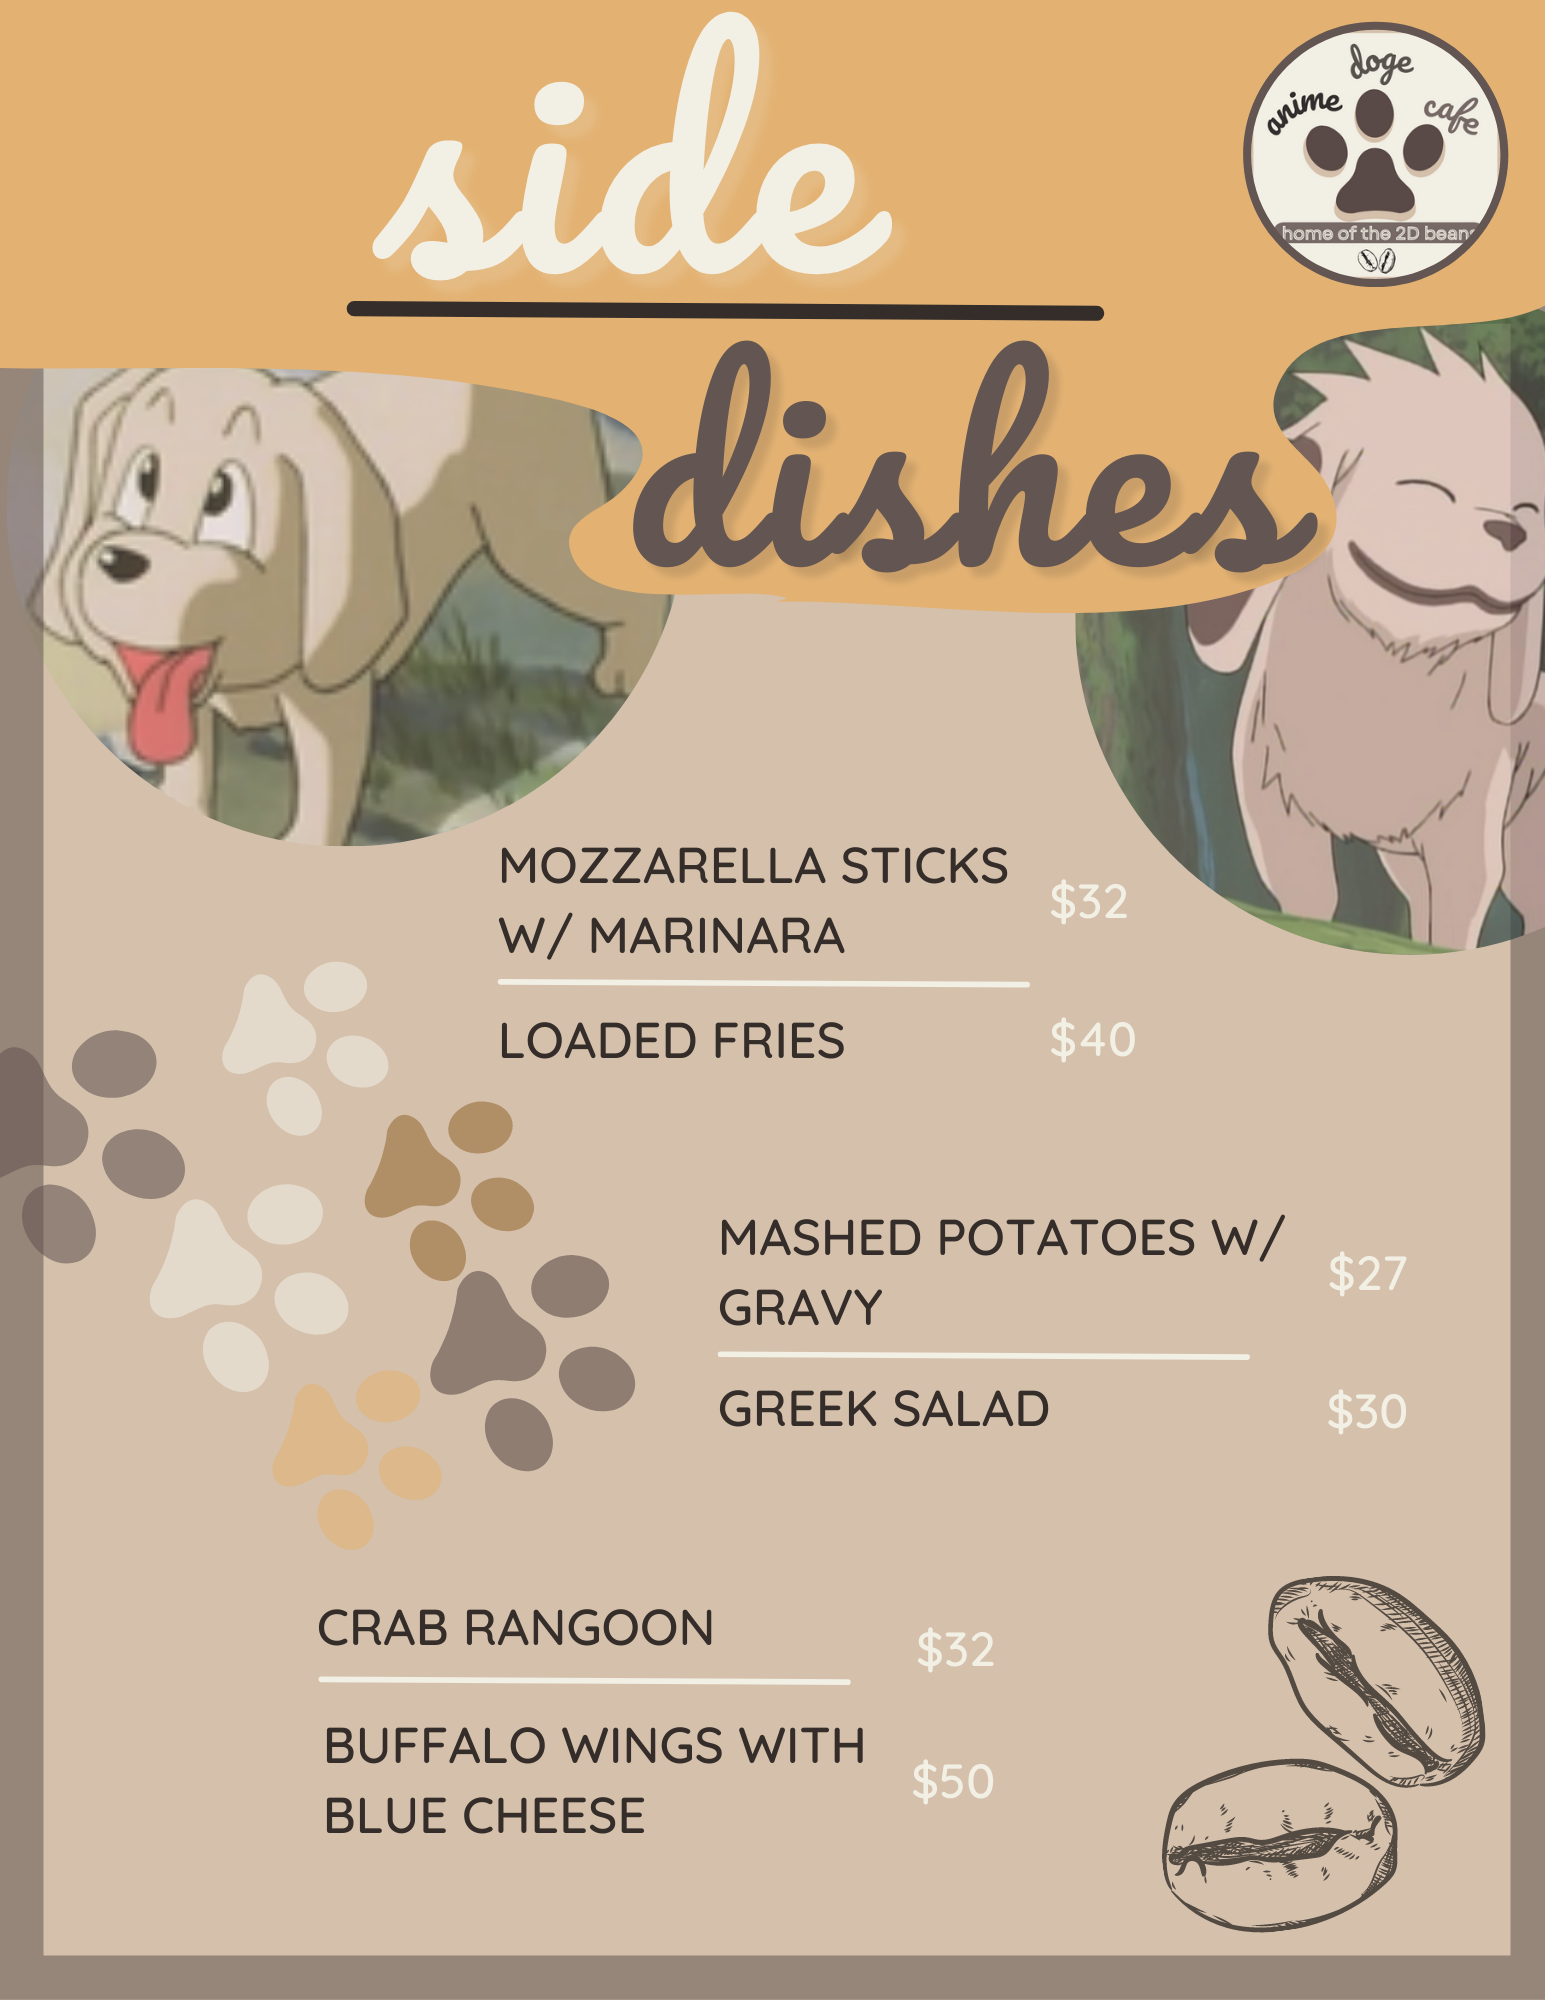 side
dishes
anime doge cafe
home of the 2D beans
MOZZARELLA STICKS
W/ MARINARA
$32
LOADED FRIES $40
MASHED POTATOES W/
GRAVY
$27
GREEK SALAD $30
CRAB RANGOON $32
BUFFALO WINGS WITH
BLUE CHEESE
$50